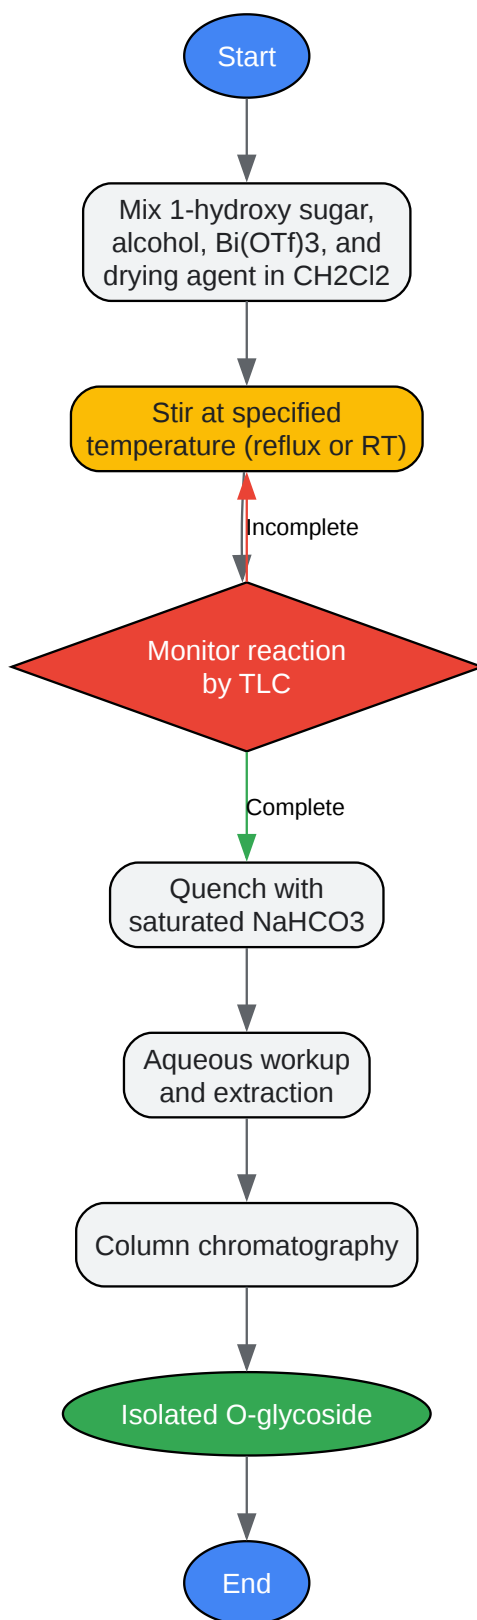 Start
Mix 1-hydroxy sugar,
alcohol, Bi(OTf)3, and
drying agent in CH2Cl2
Stir at specified
temperature (reflux or RT)
Incomplete
Monitor reaction
by TLC
Complete
Quench with
saturated NaHCO3
Aqueous workup
and extraction
Column chromatography
Isolated O-glycoside
End